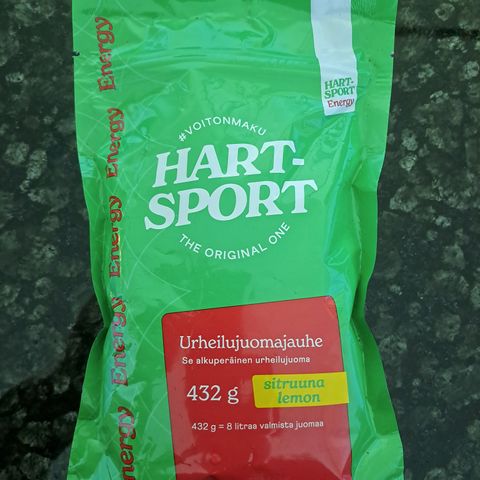 HART-
SPORT
Energy
#VOITONMAKU
HART-
SPORT
THE ORIGINAL ONE
Urheilujuomajauhe
Se alkuperäinen urheilujuoma
432 g
sitruuna
lemon
432 g = 8 litraa valmista juomaa
Energy
Energy
Energy
Energy
Energy
Energy